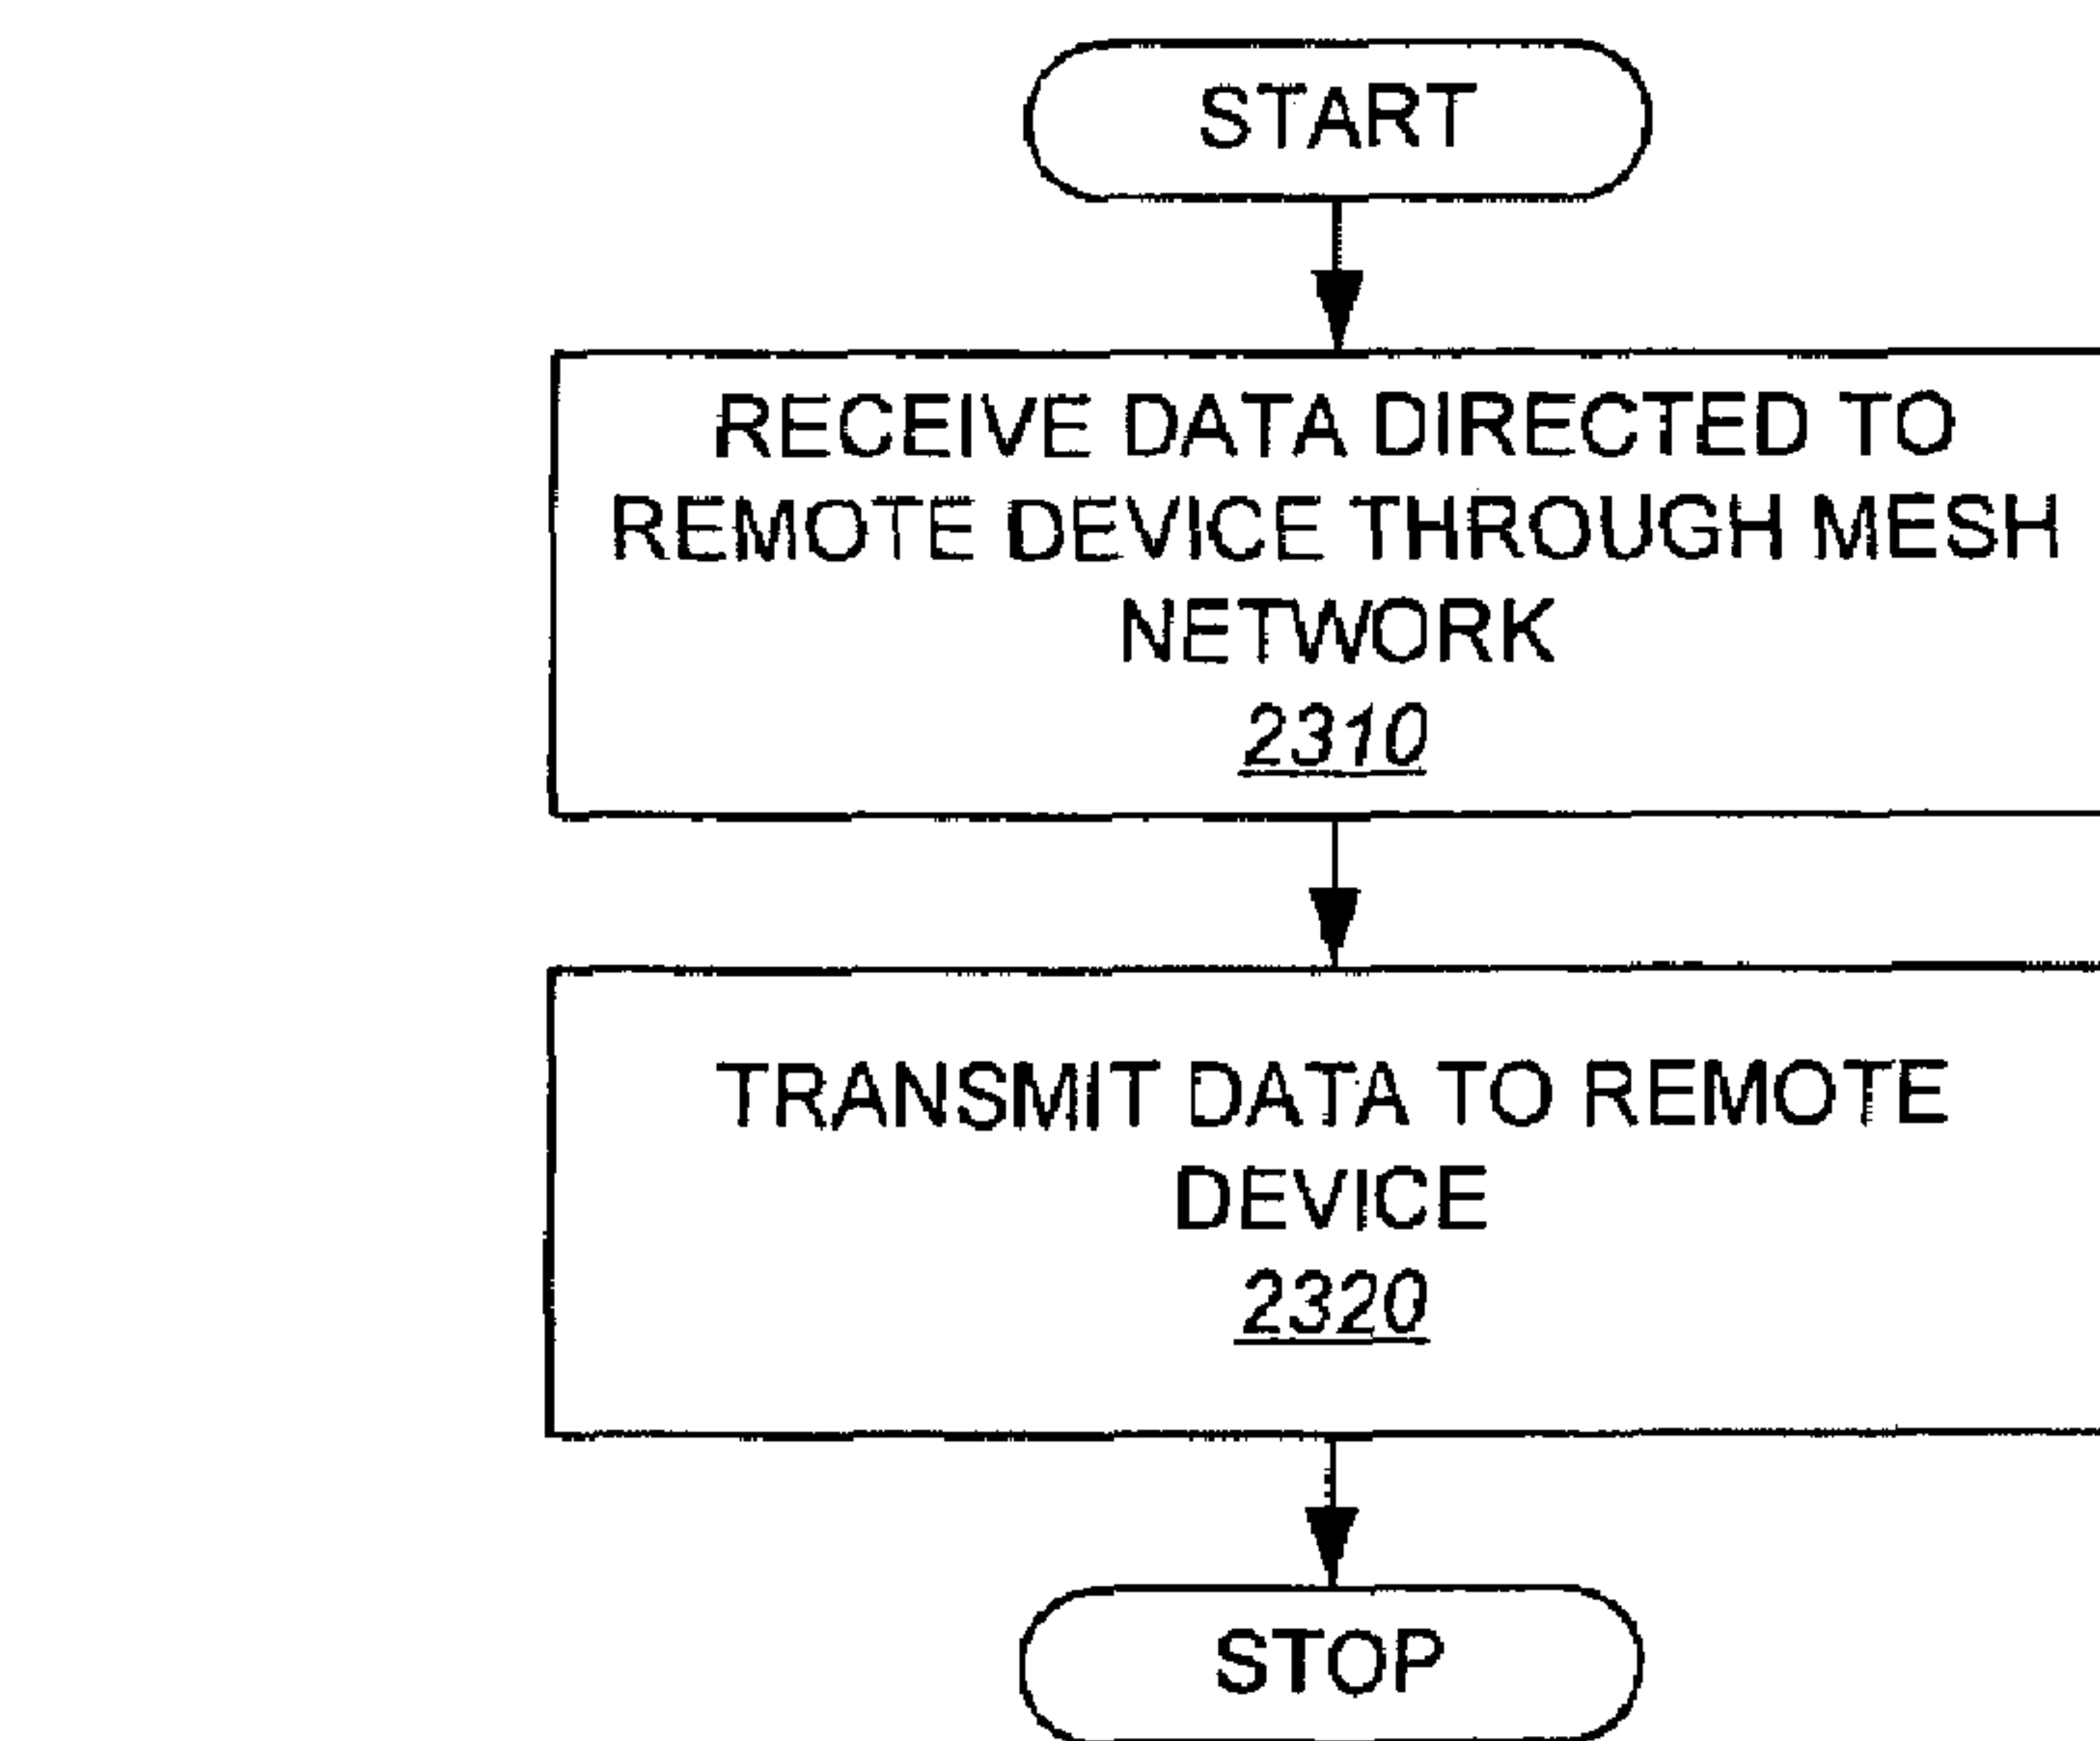 START
RECEIVE DATA DIRECTED TO
REMOTE DEVICE THROUGH MESH
NETWORK
2310
TRANSMIT DATA TO REMOTE
DEVICE
2320
STOP